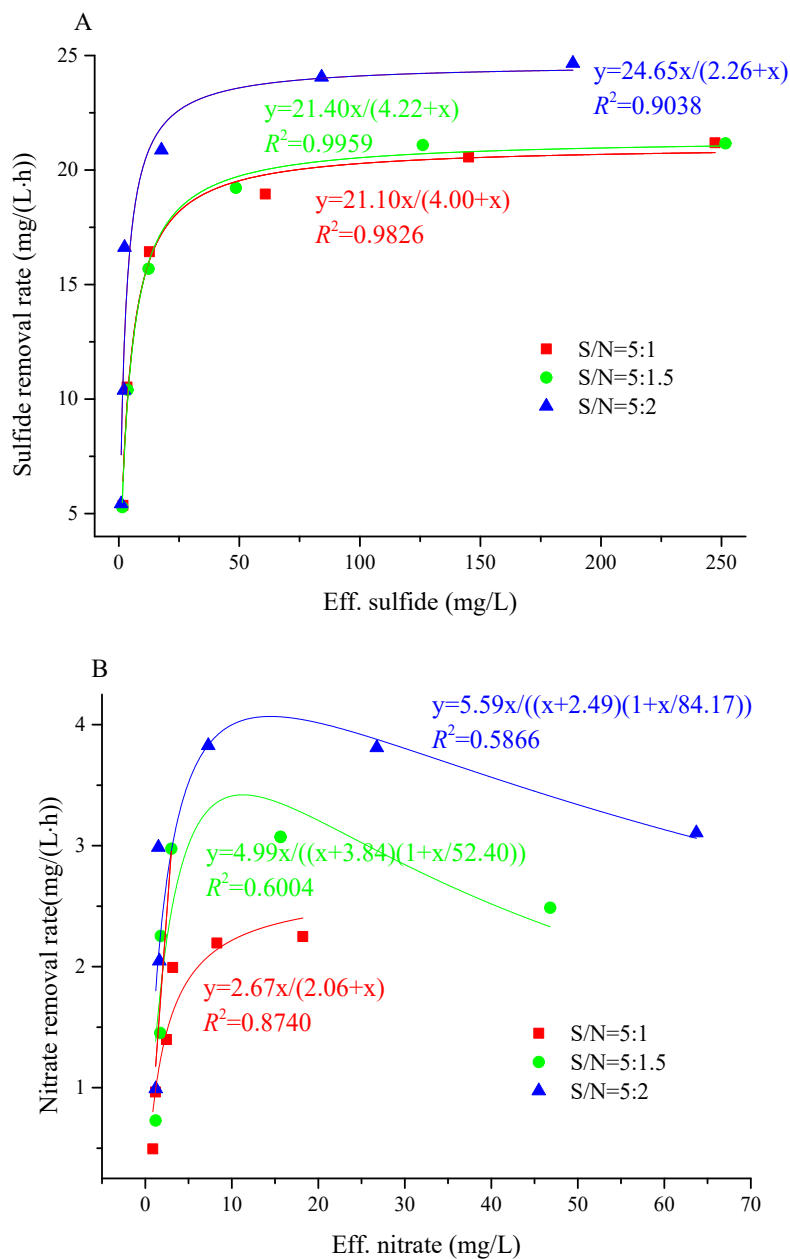 A
25
20
15
10
5
Sulfide removal rate (mg/(L·h))
y=24.65x/(2.26+x)
R²=0.9038
y=21.40x/(4.22+x)
R²=0.9959
y=21.10x/(4.00+x)
R²=0.9826
S/N=5:1
S/N=5:1.5
S/N=5:2
0 50 100 150 200 250
Eff. sulfide (mg/L)
B
4
3
2
1
Nitrate removal rate(mg/(L·h))
y=5.59x/((x+2.49)(1+x/84.17))
R²=0.5866
y=4.99x/((x+3.84)(1+x/52.40))
R²=0.6004
y=2.67x/(2.06+x)
R²=0.8740
S/N=5:1
S/N=5:1.5
S/N=5:2
0 10 20 30 40 50 60 70
Eff. nitrate (mg/L)